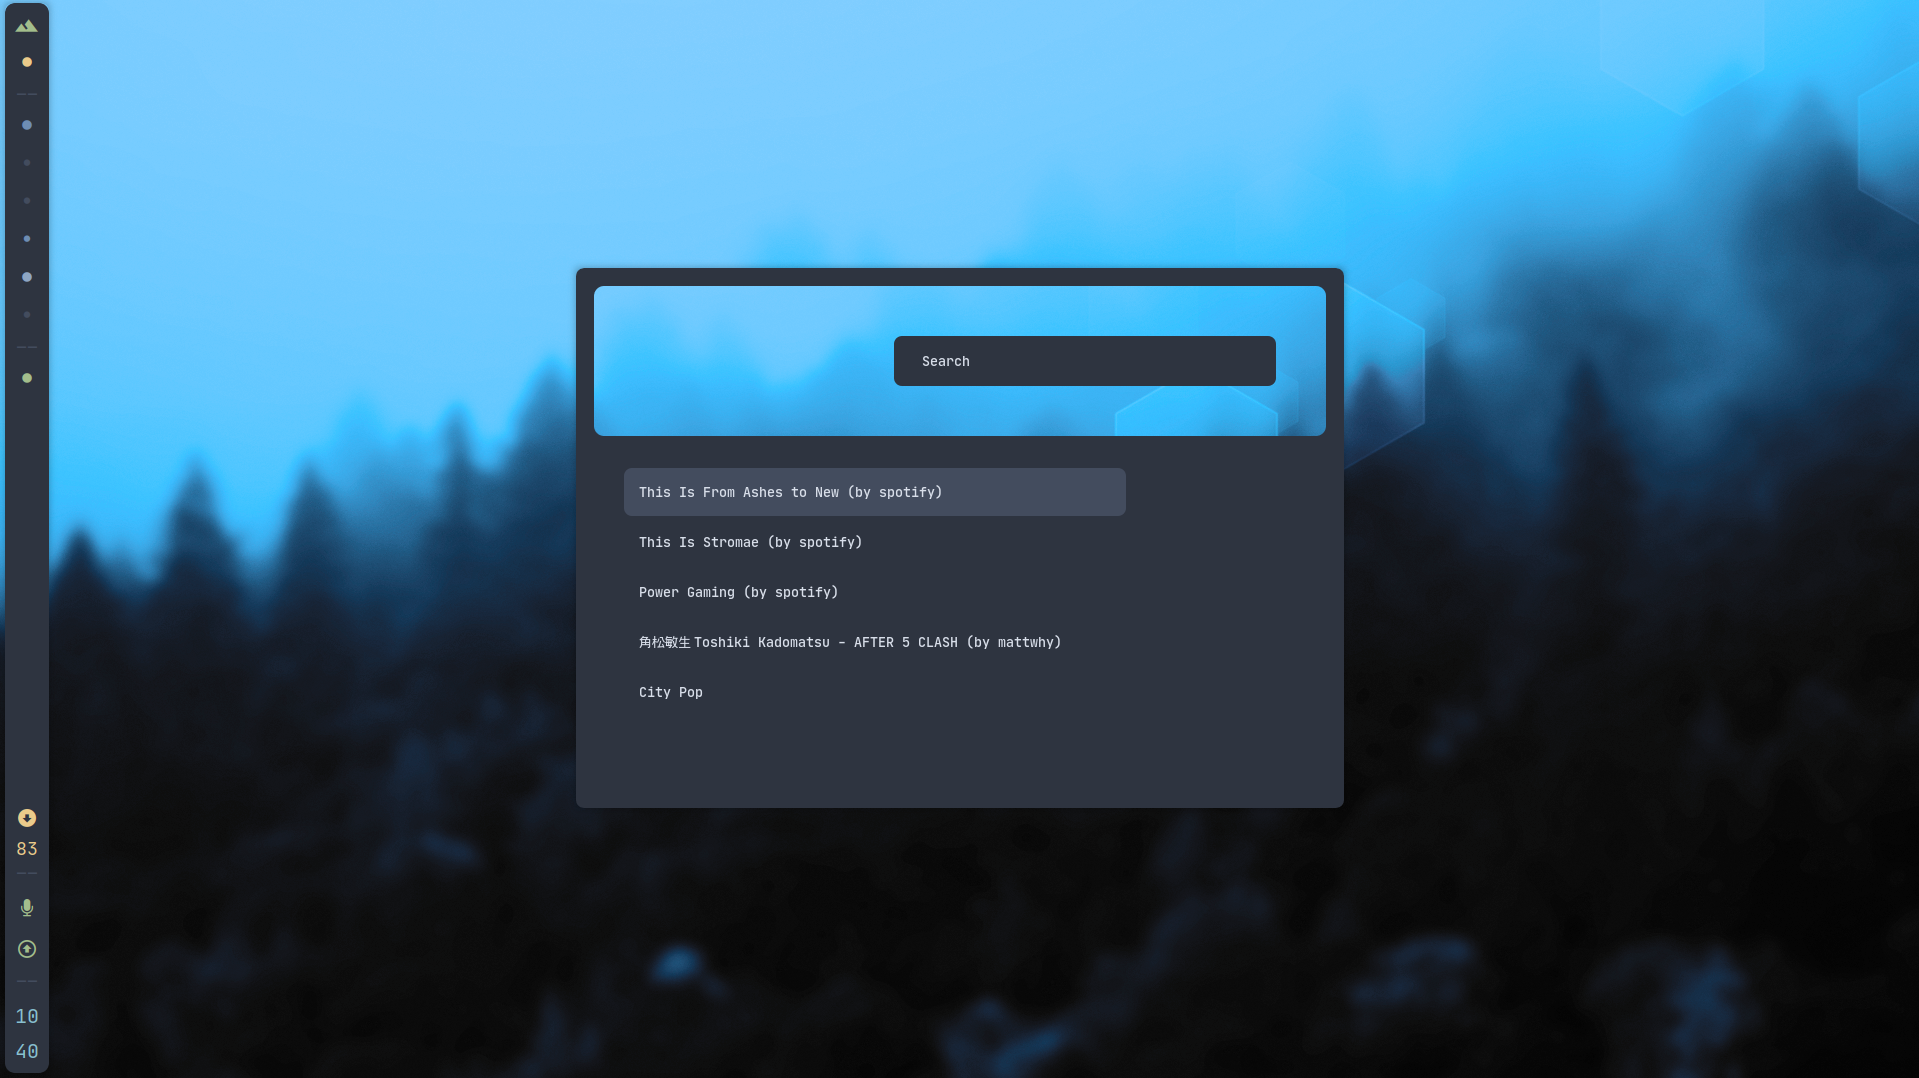 Search
This Is From Ashes to New (by spotify)
This Is Stromae (by spotify)
Power Gaming (by spotify)
角松敏生 Toshiki Kadomatsu - AFTER 5 CLASH (by mattwhy)
City Pop
83
10
40